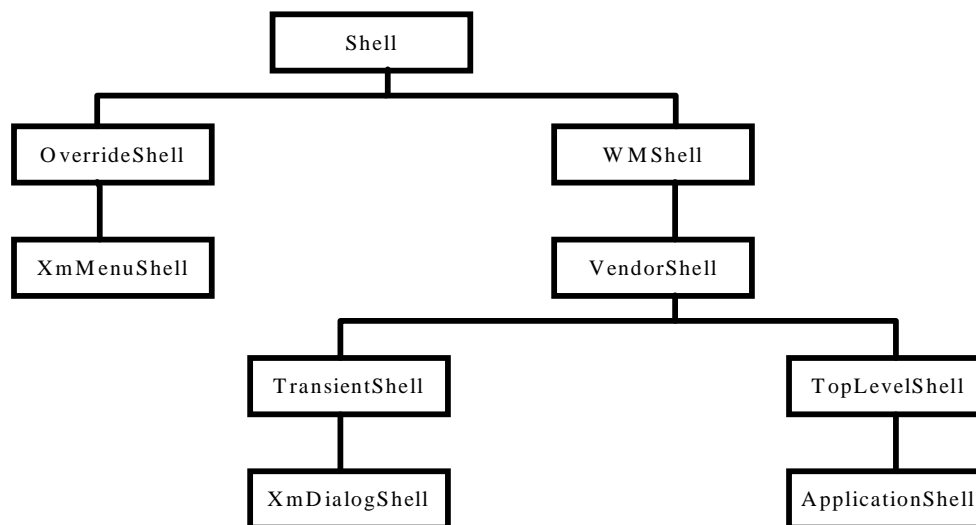 Shell
OverrideShell
WMShell
XmMenuShell
VendorShell
TransientShell
TopLevelShell
XmDialogShell
ApplicationShell